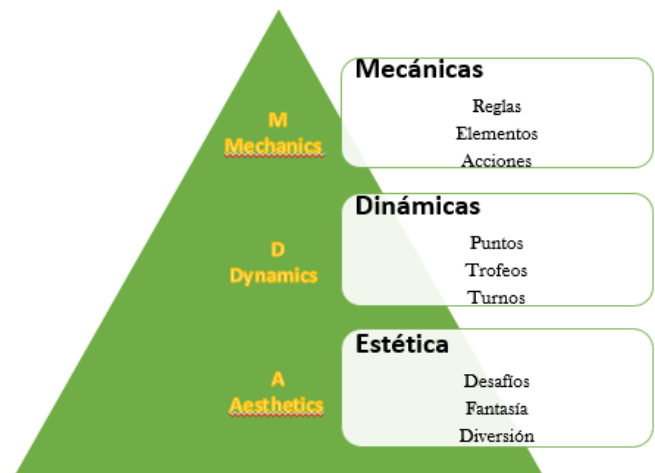 M
Mechanics
Mecánicas
Reglas
Elementos
Acciones
D
Dynamics
Dinámicas
Puntos
Trofeos
Turnos
A
Aesthetics
Estética
Desafíos
Fantasía
Diversión